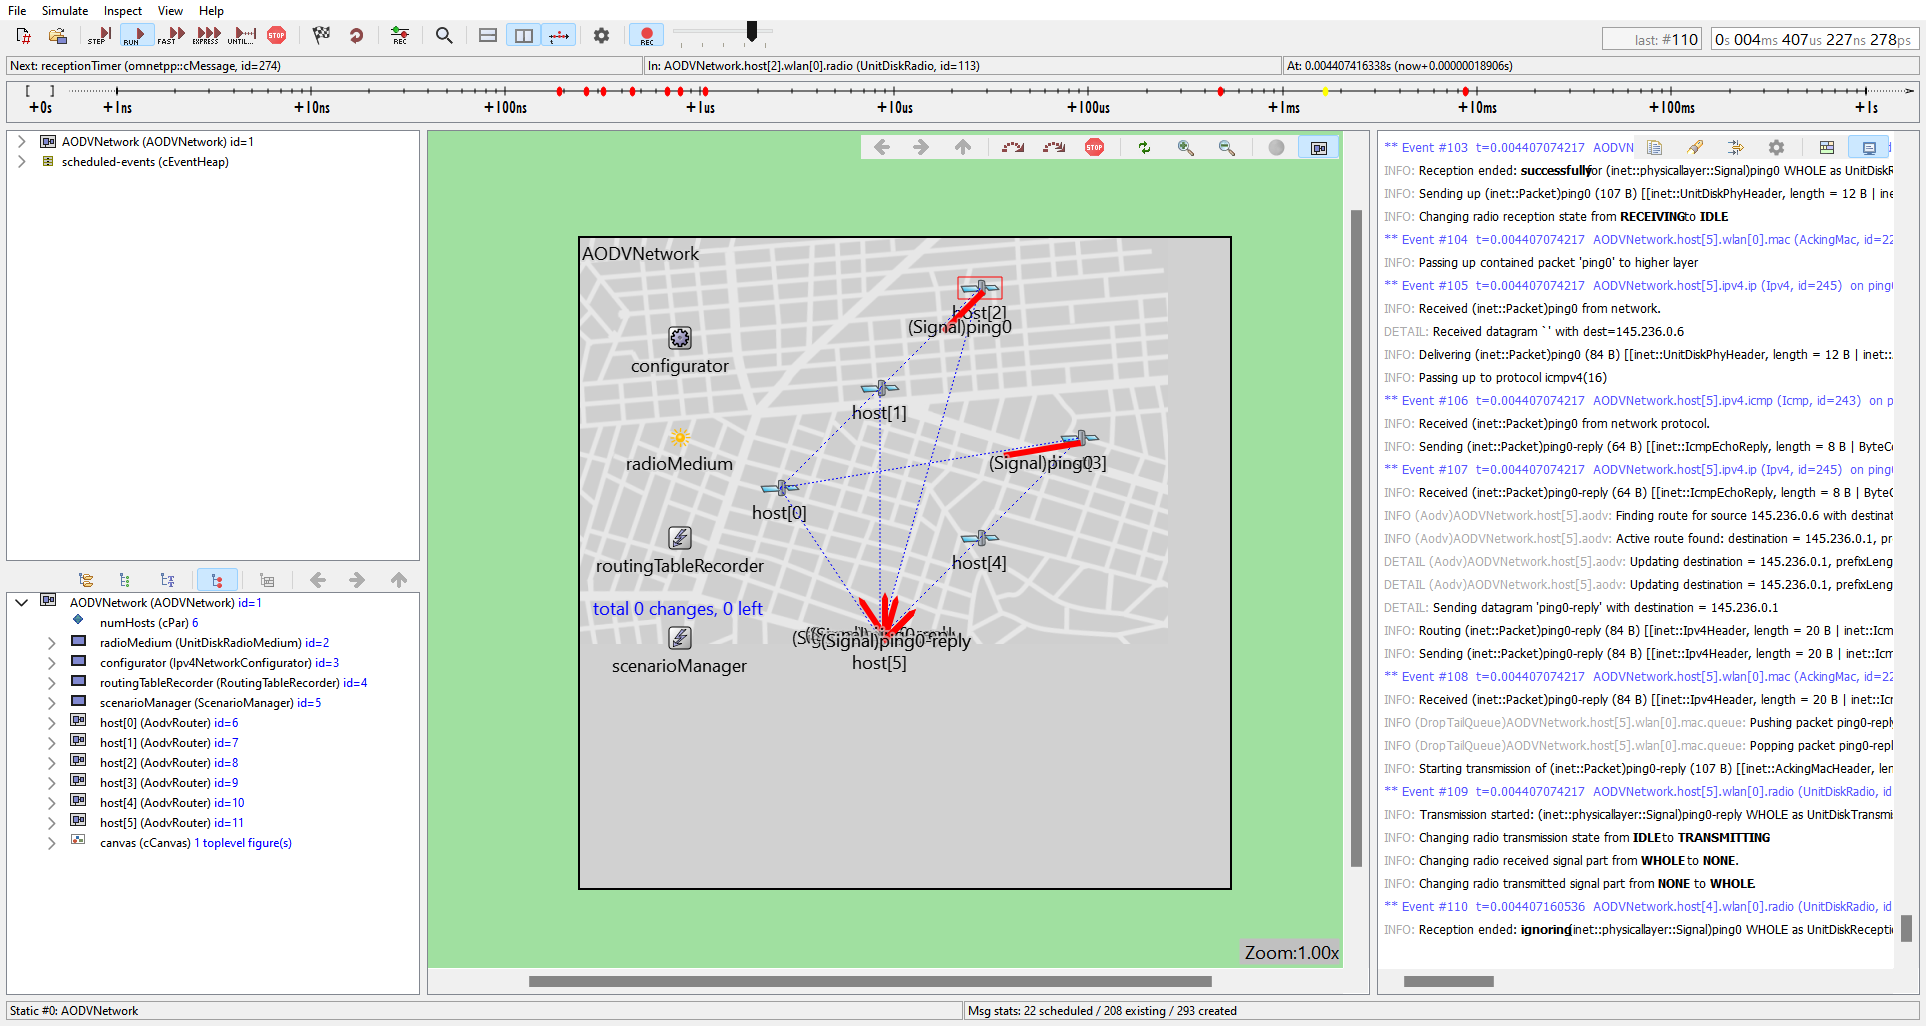 File Simulate Inspect View Help
STEP RUN FAST EXPRESS UNTIL... STOP REC REC
last: #110 0s 004ms 407us 227ns 278ps
Next: receptionTimer (omnetpp::cMessage, id=274) In: AODVNetwork.host[2].wlan[0].radio (UnitDiskRadio, id=113) At: 0.004407416338s (now+0.00000018906s)
+0s +1ns +10ns +100ns +1us +10us +100us +1ms +10ms +100ms +1s
AODVNetwork (AODVNetwork) id=1
scheduled-events (cEventHeap)
AODVNetwork (AODVNetwork) id=1
numHosts (cPar) 6
radioMedium (UnitDiskRadioMedium) id=2
configurator (Ipv4NetworkConfigurator) id=3
routingTableRecorder (RoutingTableRecorder) id=4
scenarioManager (ScenarioManager) id=5
host[0] (AodvRouter) id=6
host[1] (AodvRouter) id=7
host[2] (AodvRouter) id=8
host[3] (AodvRouter) id=9
host[4] (AodvRouter) id=10
host[5] (AodvRouter) id=11
canvas (cCanvas) 1 toplevel figure(s)
STOP
AODVNetwork
host[2]
(Signal)ping0
configurator
host[1]
radioMedium
(Signal)ping0
host[0]
routingTableRecorder
host[4]
total 0 changes, 0 left
(Signal)ping0-reply
host[5]
scenarioManager
Zoom:1.00x
** Event #103 t=0.004407074217 AODVN
INFO: Reception ended: successfully for (inet::physicallayer::Signal)ping0 WHOLE as UnitDiskR
INFO: Sending up (inet::Packet)ping0 (107 B) [[inet::UnitDiskPhyHeader, length = 12 B | ine
INFO: Changing radio reception state from RECEIVING to IDLE
** Event #104 t=0.004407074217 AODVNetwork.host[5].wlan[0].mac (AckingMac, id=22
INFO: Passing up contained packet 'ping0' to higher layer
** Event #105 t=0.004407074217 AODVNetwork.host[5].ipv4.ip (Ipv4, id=245) on ping
INFO: Received (inet::Packet)ping0 from network.
DETAIL: Received datagram `' with dest=145.236.0.6
INFO: Delivering (inet::Packet)ping0 (84 B) [[inet::UnitDiskPhyHeader, length = 12 B | inet:
INFO: Passing up to protocol icmpv4(16)
** Event #106 t=0.004407074217 AODVNetwork.host[5].ipv4.icmp (Icmp, id=243) on p
INFO: Received (inet::Packet)ping0 from network protocol.
INFO: Sending (inet::Packet)ping0-reply (64 B) [[inet::IcmpEchoReply, length = 8 B | ByteCo
** Event #107 t=0.004407074217 AODVNetwork.host[5].ipv4.ip (Ipv4, id=245) on ping
INFO: Received (inet::Packet)ping0-reply (64 B) [[inet::IcmpEchoReply, length = 8 B | ByteC
INFO (Aodv)AODVNetwork.host[5].aodv: Finding route for source 145.236.0.6 with destinat
INFO (Aodv)AODVNetwork.host[5].aodv: Active route found: destination = 145.236.0.1, pr
DETAIL (Aodv)AODVNetwork.host[5].aodv: Updating destination = 145.236.0.1, prefixLeng
DETAIL (Aodv)AODVNetwork.host[5].aodv: Updating destination = 145.236.0.1, prefixLeng
DETAIL: Sending datagram 'ping0-reply' with destination = 145.236.0.1
INFO: Routing (inet::Packet)ping0-reply (84 B) [[inet::Ipv4Header, length = 20 B | inet::Icm
INFO: Sending (inet::Packet)ping0-reply (84 B) [[inet::Ipv4Header, length = 20 B | inet::Icm
** Event #108 t=0.004407074217 AODVNetwork.host[5].wlan[0].mac (AckingMac, id=22
INFO: Received (inet::Packet)ping0-reply (84 B) [[inet::Ipv4Header, length = 20 B | inet::Ic
INFO (DropTailQueue)AODVNetwork.host[5].wlan[0].mac.queue: Pushing packet ping0-reply
INFO (DropTailQueue)AODVNetwork.host[5].wlan[0].mac.queue: Popping packet ping0-repl
INFO: Starting transmission of (inet::Packet)ping0-reply (107 B) [[inet::AckingMacHeader, len
** Event #109 t=0.004407074217 AODVNetwork.host[5].wlan[0].radio (UnitDiskRadio, id
INFO: Transmission started: (inet::physicallayer::Signal)ping0-reply WHOLE as UnitDiskTransmi
INFO: Changing radio transmission state from IDLE to TRANSMITTING
INFO: Changing radio received signal part from WHOLE to NONE.
INFO: Changing radio transmitted signal part from NONE to WHOLE.
** Event #110 t=0.004407160536 AODVNetwork.host[4].wlan[0].radio (UnitDiskRadio, id
INFO: Reception ended: ignoring (inet::physicallayer::Signal)ping0 WHOLE as UnitDiskRecepti
Static #0: AODVNetwork Msg stats: 22 scheduled / 208 existing / 293 created